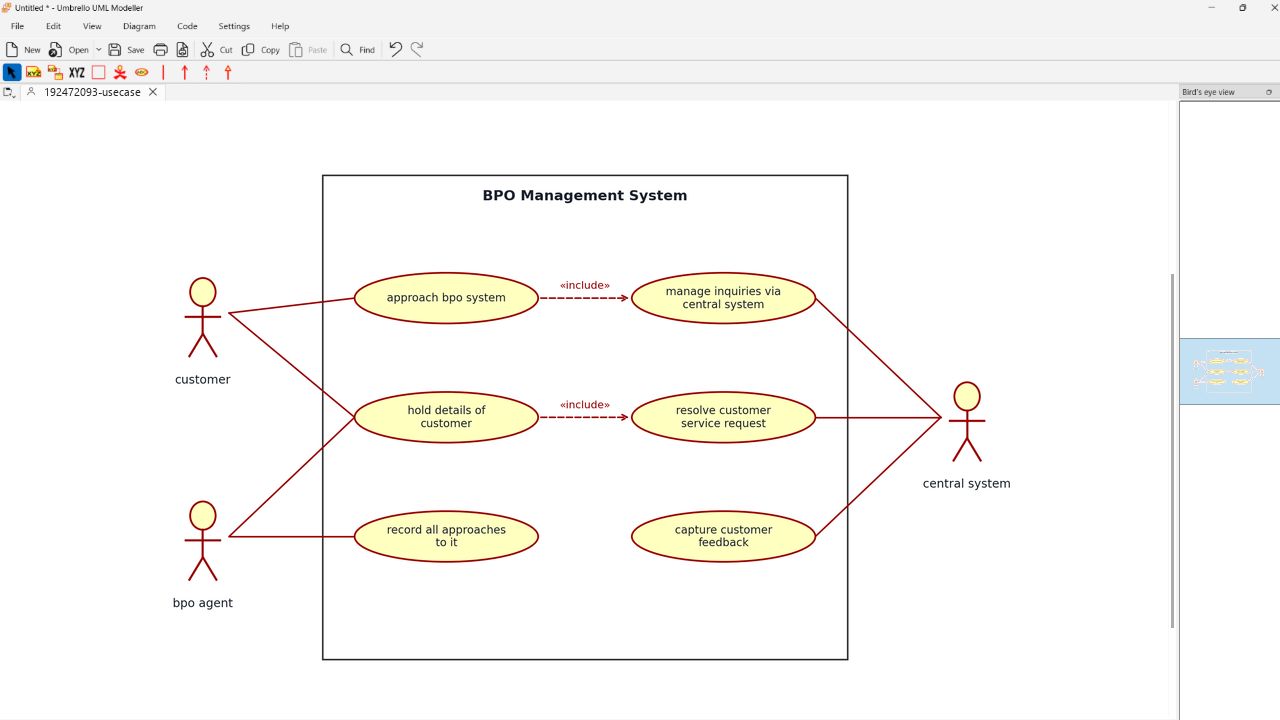 Untitled * - Umbrello UML Modeller
File Edit View Diagram Code Settings Help
New Open Save Cut Copy Paste Find
XYZ
192472093-usecase
Bird's eye view
BPO Management System
approach bpo system
«include»
manage inquiries via
central system
customer
hold details of
customer
«include»
resolve customer
service request
central system
record all approaches
to it
capture customer
feedback
bpo agent